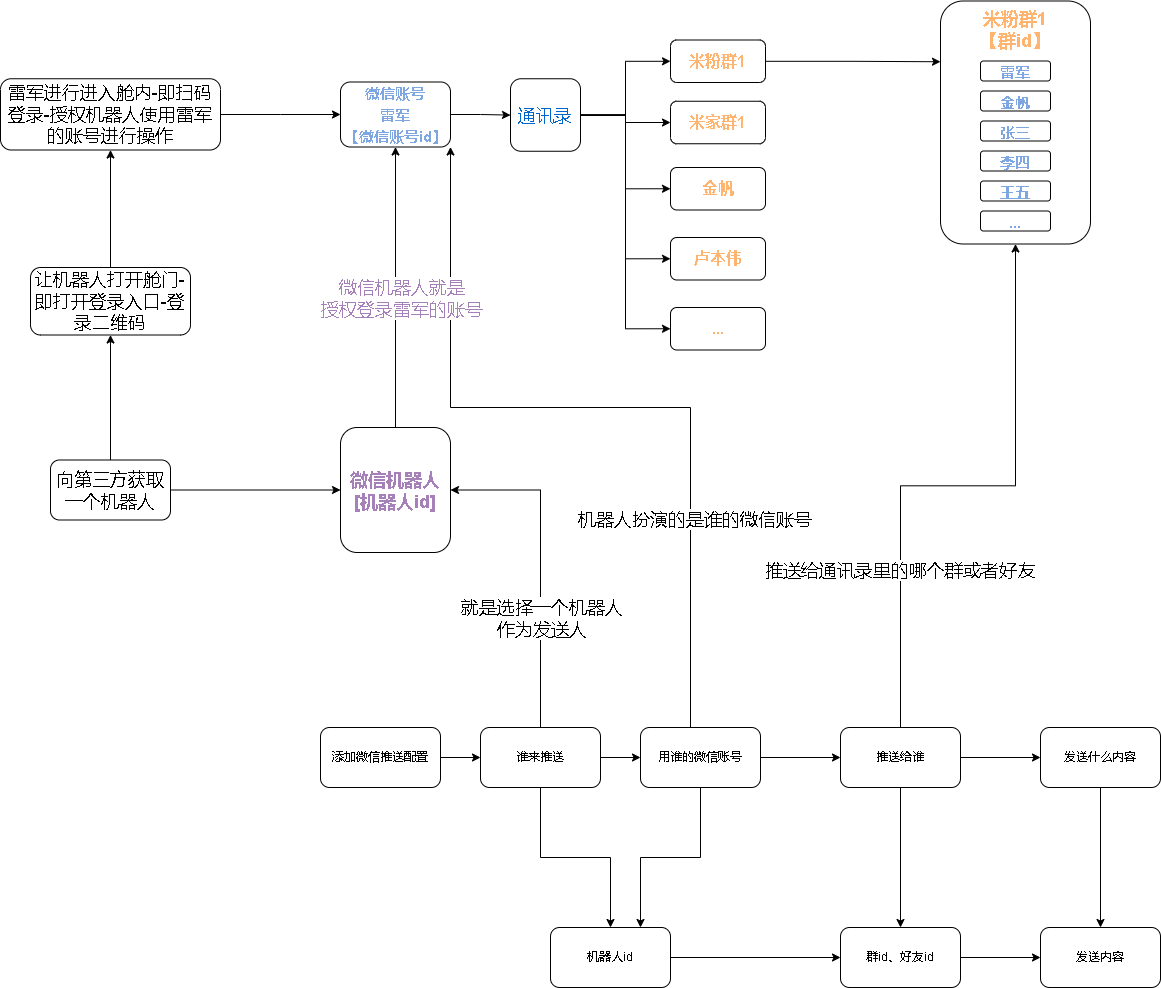 米粉群1
【群id】
雷军
金帆
张三
李四
王五
...
雷军进行进入舱内-即扫码
登录-授权机器人使用雷军
的账号进行操作
微信账号
雷军
【微信账号id】
通讯录
米粉群1
米家群1
金帆
卢本伟
...
让机器人打开舱门-
即打开登录入口-登
录二维码
微信机器人就是
授权登录雷军的账号
向第三方获取
一个机器人
微信机器人
[机器人id]
机器人扮演的是谁的微信账号
推送给通讯录里的哪个群或者好友
就是选择一个机器人
作为发送人
添加微信推送配置
谁来推送
用谁的微信账号
推送给谁
发送什么内容
机器人id
群id、好友id
发送内容